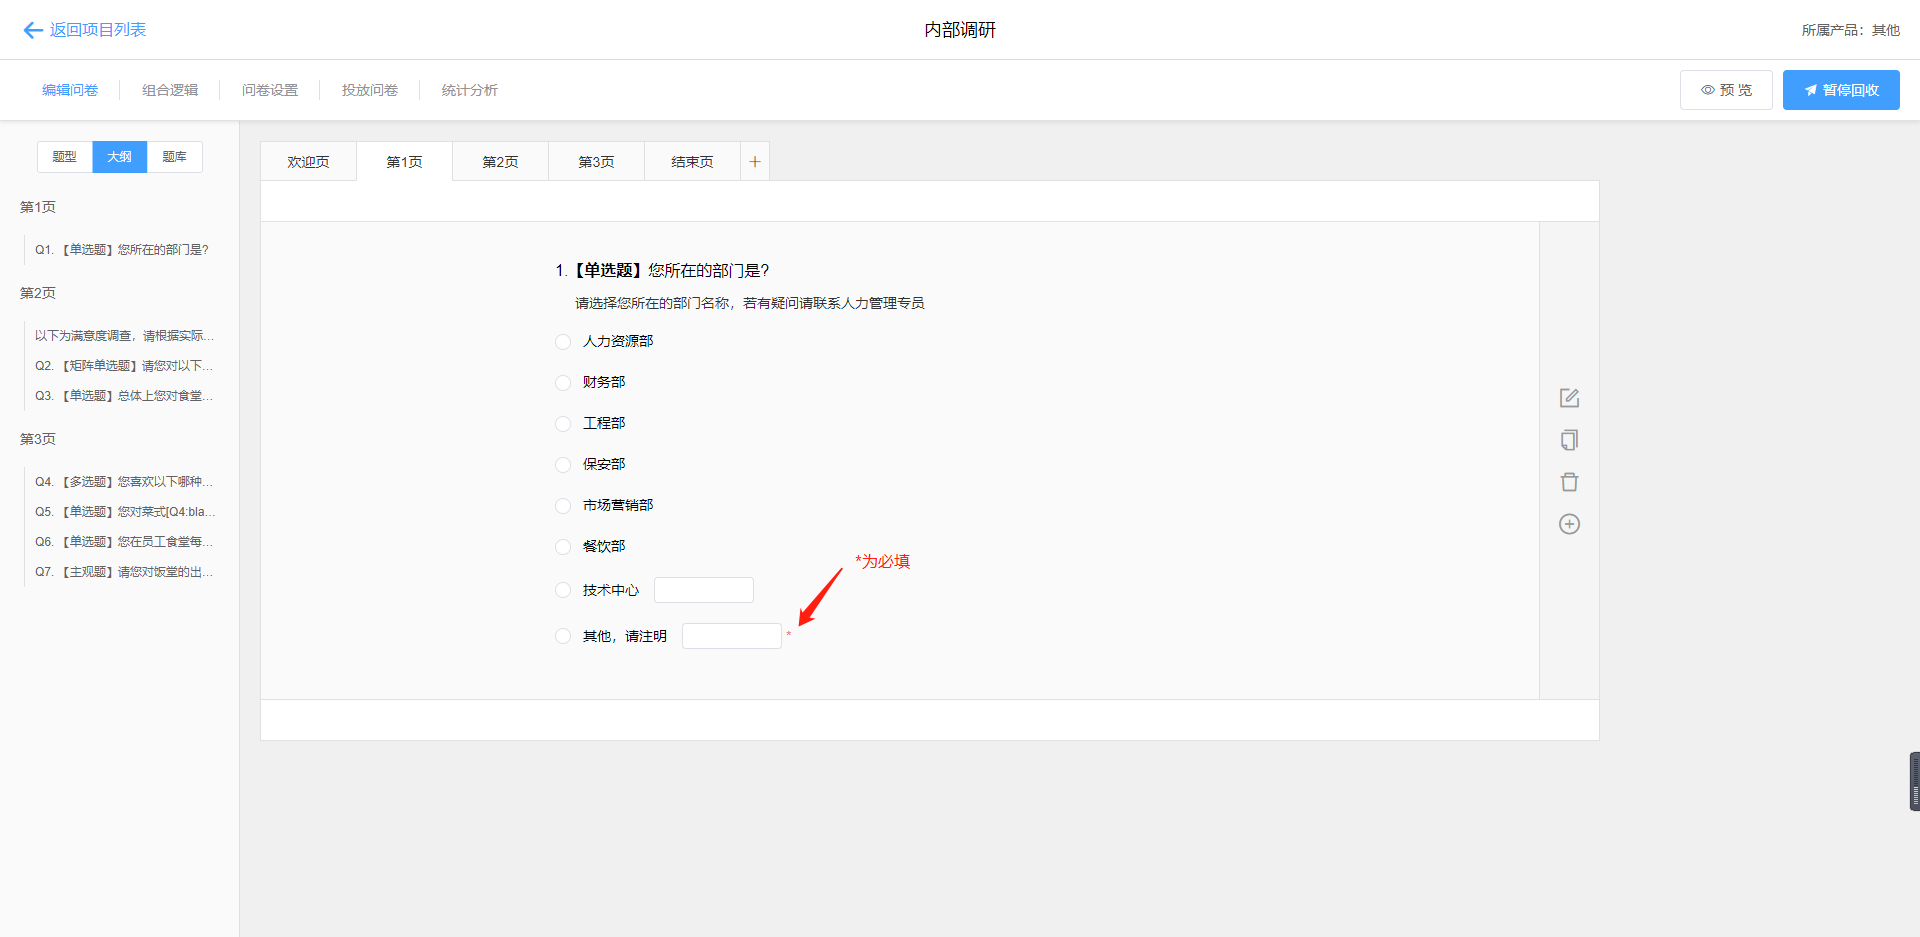 返回项目列表
内部调研
所属产品：其他
编辑问卷
组合逻辑
问卷设置
投放问卷
统计分析
预 览
暂停回收
题型
大纲
题库
第1页
Q1. 【单选题】您所在的部门是?
第2页
以下为满意度调查，请根据实际...
Q2. 【矩阵单选题】请您对以下...
Q3. 【单选题】总体上您对食堂...
第3页
Q4. 【多选题】您喜欢以下哪种...
Q5. 【单选题】您对菜式[Q4:bla...
Q6. 【单选题】您在员工食堂每...
Q7. 【主观题】请您对饭堂的出...
欢迎页
第1页
第2页
第3页
结束页
1.【单选题】您所在的部门是?
请选择您所在的部门名称，若有疑问请联系人力管理专员
人力资源部
财务部
工程部
保安部
市场营销部
餐饮部
*为必填
技术中心
其他，请注明 *